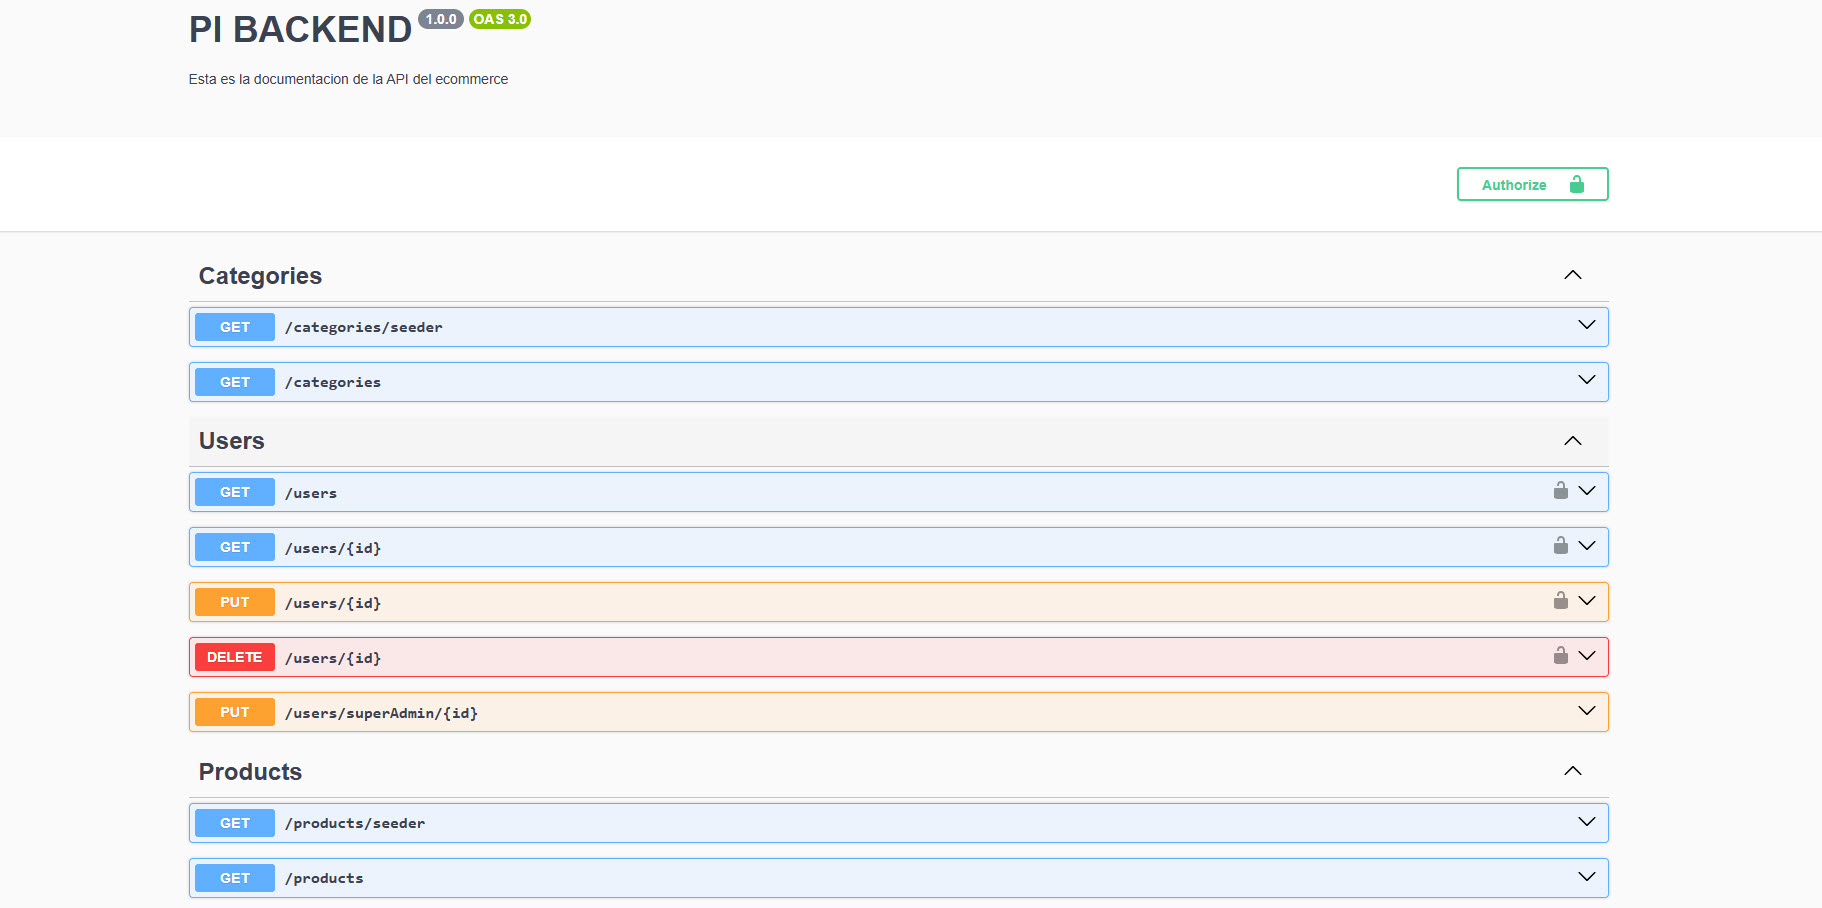 PI BACKEND 1.0.0 OAS 3.0
Esta es la documentacion de la API del ecommerce
Authorize
Categories
GET /categories/seeder
GET /categories
Users
GET /users
GET /users/{id}
PUT /users/{id}
DELETE /users/{id}
PUT /users/superAdmin/{id}
Products
GET /products/seeder
GET /products